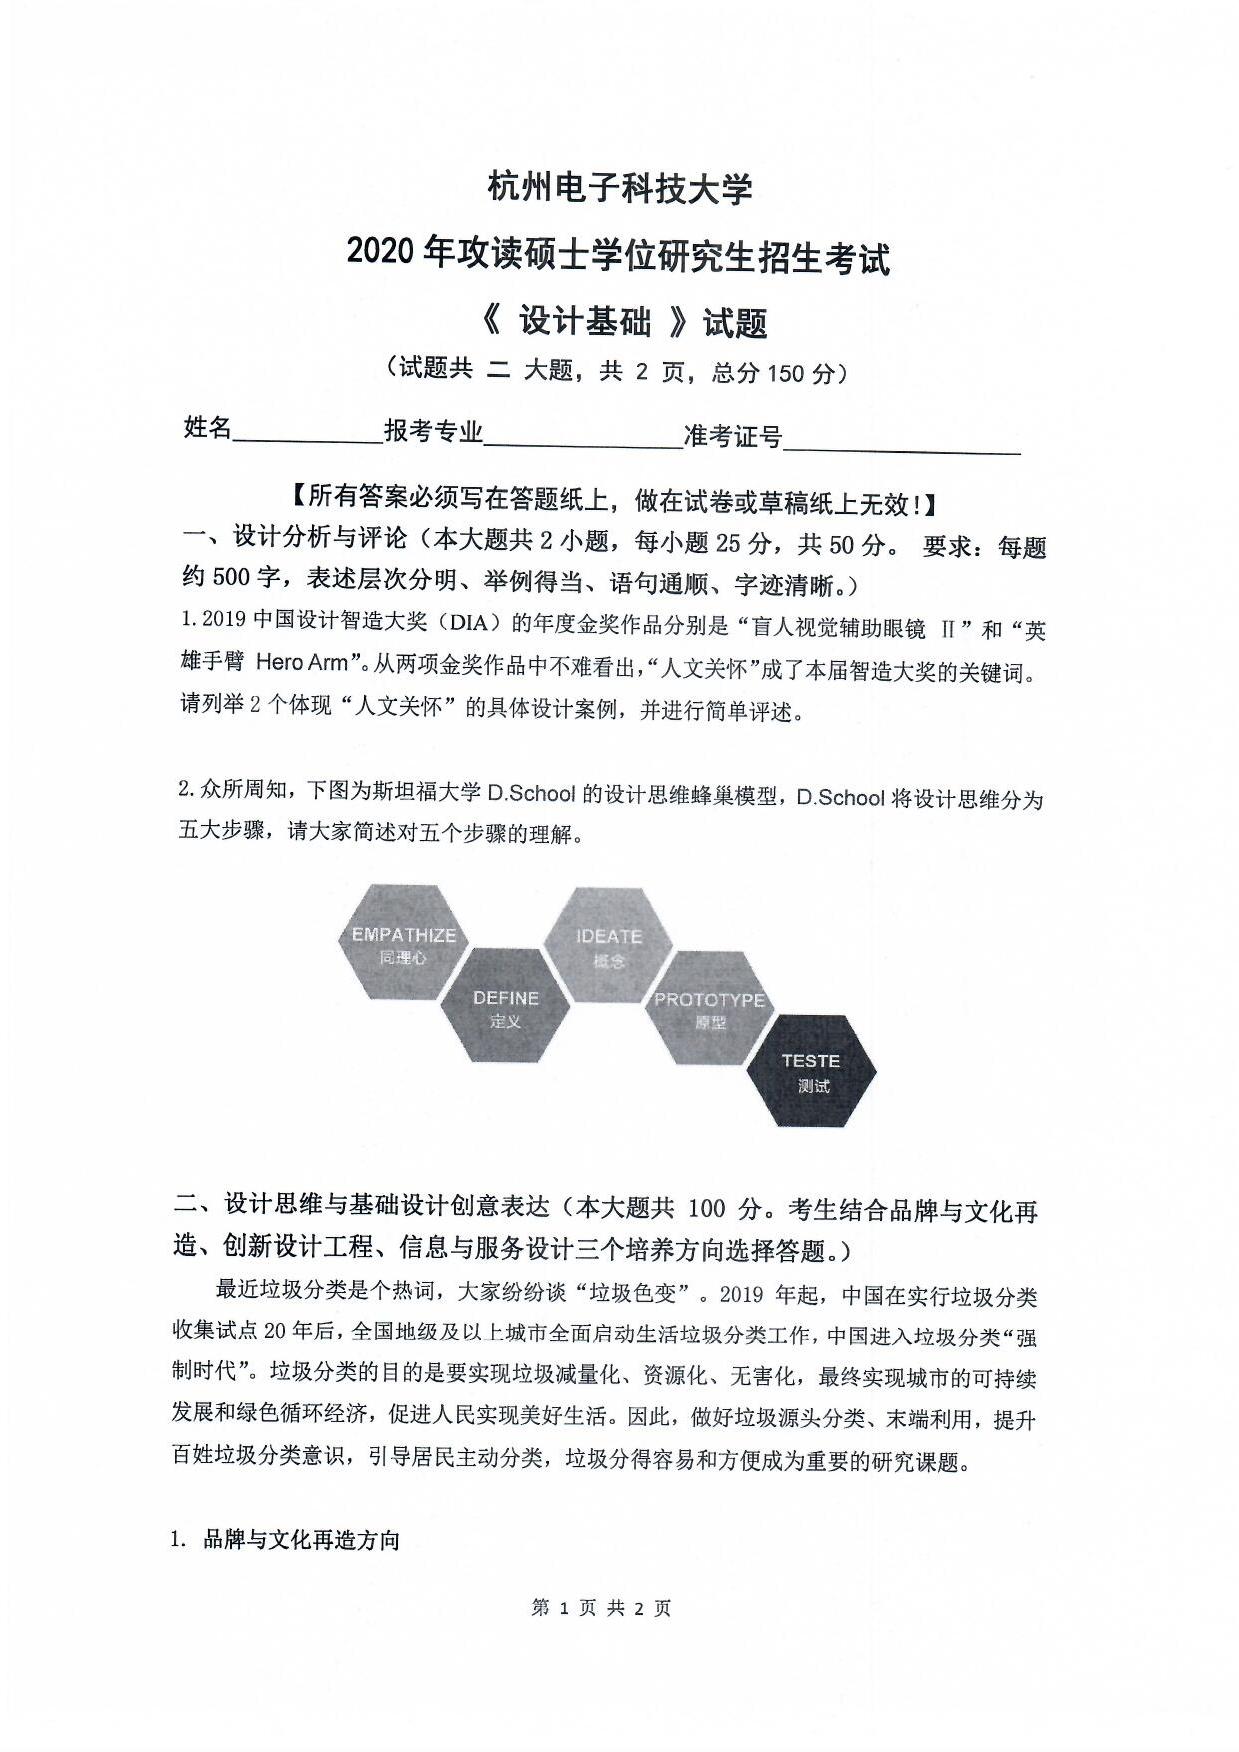 杭州电子科技大学
2020 年攻读硕士学位研究生招生考试
《 设计基础 》试题
（试题共 二 大题，共 2 页，总分 150 分）
姓名___________报考专业_______________准考证号__________________
【所有答案必须写在答题纸上，做在试卷或草稿纸上无效！】
一、设计分析与评论（本大题共 2 小题，每小题 25 分，共 50 分。 要求：每题
约 500 字，表述层次分明、举例得当、语句通顺、字迹清晰。）
1. 2019 中国设计智造大奖（DIA）的年度金奖作品分别是“盲人视觉辅助眼镜 Ⅱ”和“英
雄手臂 Hero Arm”。从两项金奖作品中不难看出，“人文关怀”成了本届智造大奖的关键词。
请列举 2 个体现“人文关怀”的具体设计案例，并进行简单评述。
2. 众所周知，下图为斯坦福大学 D.School 的设计思维蜂巢模型，D.School 将设计思维分为
五大步骤，请大家简述对五个步骤的理解。
EMPATHIZE
同理心
DEFINE
定义
IDEATE
概念
PROTOTYPE
原型
TESTE
测试
二、设计思维与基础设计创意表达（本大题共 100 分。考生结合品牌与文化再
造、创新设计工程、信息与服务设计三个培养方向选择答题。）
最近垃圾分类是个热词，大家纷纷谈“垃圾色变”。2019 年起，中国在实行垃圾分类
收集试点 20 年后，全国地级及以上城市全面启动生活垃圾分类工作，中国进入垃圾分类“强
制时代”。垃圾分类的目的是要实现垃圾减量化、资源化、无害化，最终实现城市的可持续
发展和绿色循环经济，促进人民实现美好生活。因此，做好垃圾源头分类、末端利用，提升
百姓垃圾分类意识，引导居民主动分类，垃圾分得容易和方便成为重要的研究课题。
1. 品牌与文化再造方向
第 1 页 共 2 页